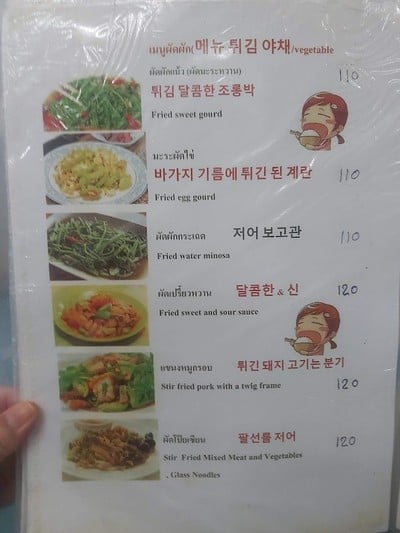 เมนูผัดผัก(메뉴 튀김 야채/vegetable
ผัดผักแม้ว (ผัดมะระหวาน) 110
튀김 달콤한 조롱박
Fried sweet gourd
มะระผัดไข่
바가지 기름에 튀긴 된 계란 110
Fried egg gourd
ผัดผักกระเฉด 저어 보고관 110
Fried water minosa
ผัดเปรี้ยวหวาน 달콤한 & 신 120
Fried sweet and sour sauce
แขนงหมูกรอบ 튀긴 돼지 고기는 분기
Stir fried pork with a twig frame 120
ผัดโป๊ยเซียน 팔선를 저어 120
Stir Fried Mixed Meat and Vegetables
, Glass Noodles